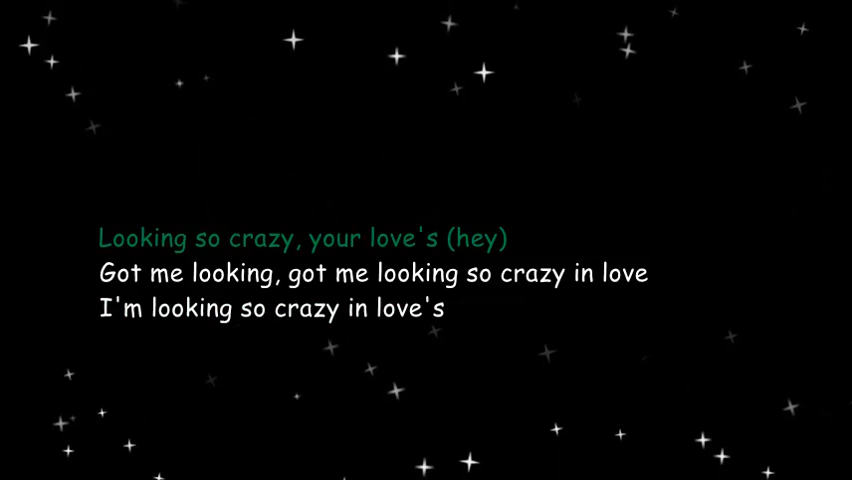 Looking so crazy, your love's (hey)
Got me looking, got me looking so crazy in love
I'm looking so crazy in love's